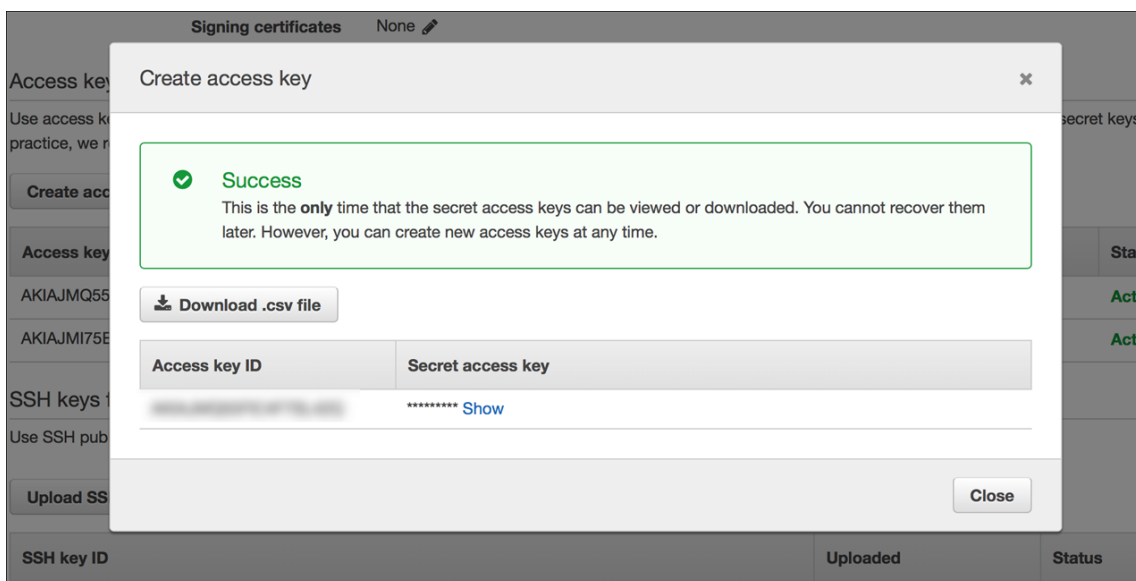 Signing certificates None
Create access key
Access key
Use access k
secret keys
practice, we r
Success
This is the only time that the secret access keys can be viewed or downloaded. You cannot recover them
later. However, you can create new access keys at any time.
Create acc
Access key
Sta
AKIAJMQ55
Act
Download .csv file
AKIAJMI75E
Act
Access key ID Secret access key
SSH keys f
********* Show
Use SSH pub
Upload SS
Close
SSH key ID Uploaded Status